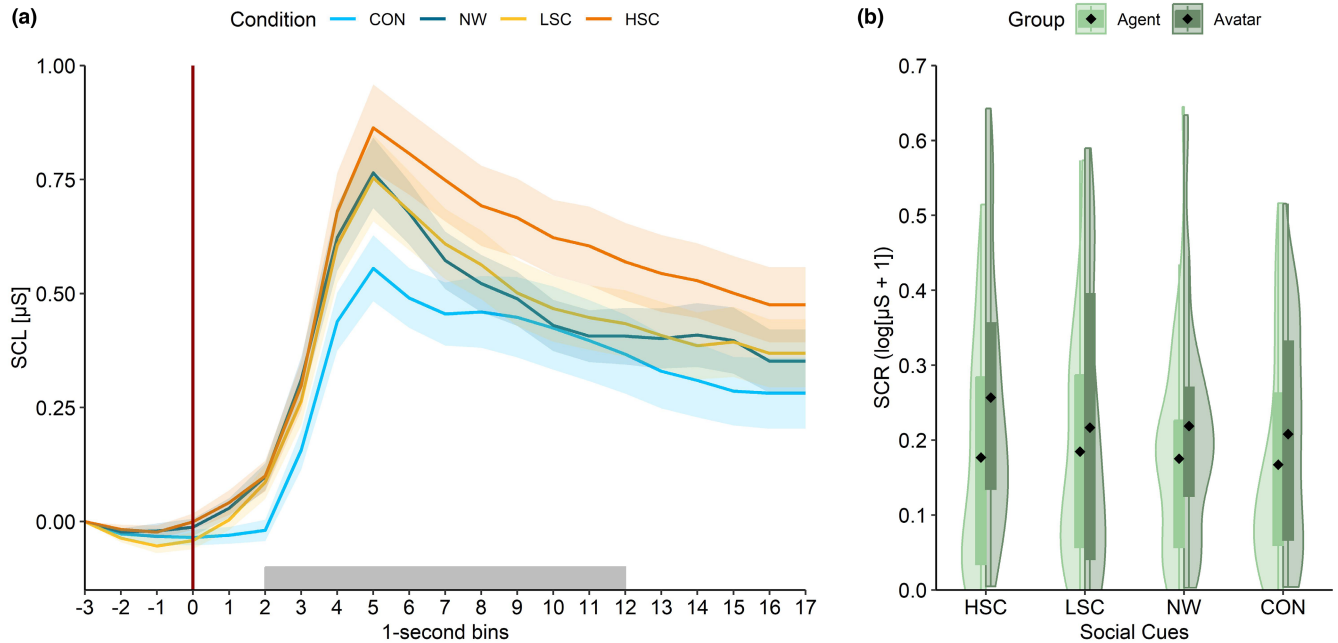 (a) Condition CON NW LSC HSC
SCL [µS]
1.00
0.75
0.50
0.25
0.00
-3 -2 -1 0 1 2 3 4 5 6 7 8 9 10 11 12 13 14 15 16 17
1-second bins
(b) Group Agent Avatar
SCR (log[µS + 1])
0.7
0.6
0.5
0.4
0.3
0.2
0.1
0.0
HSC LSC NW CON
Social Cues